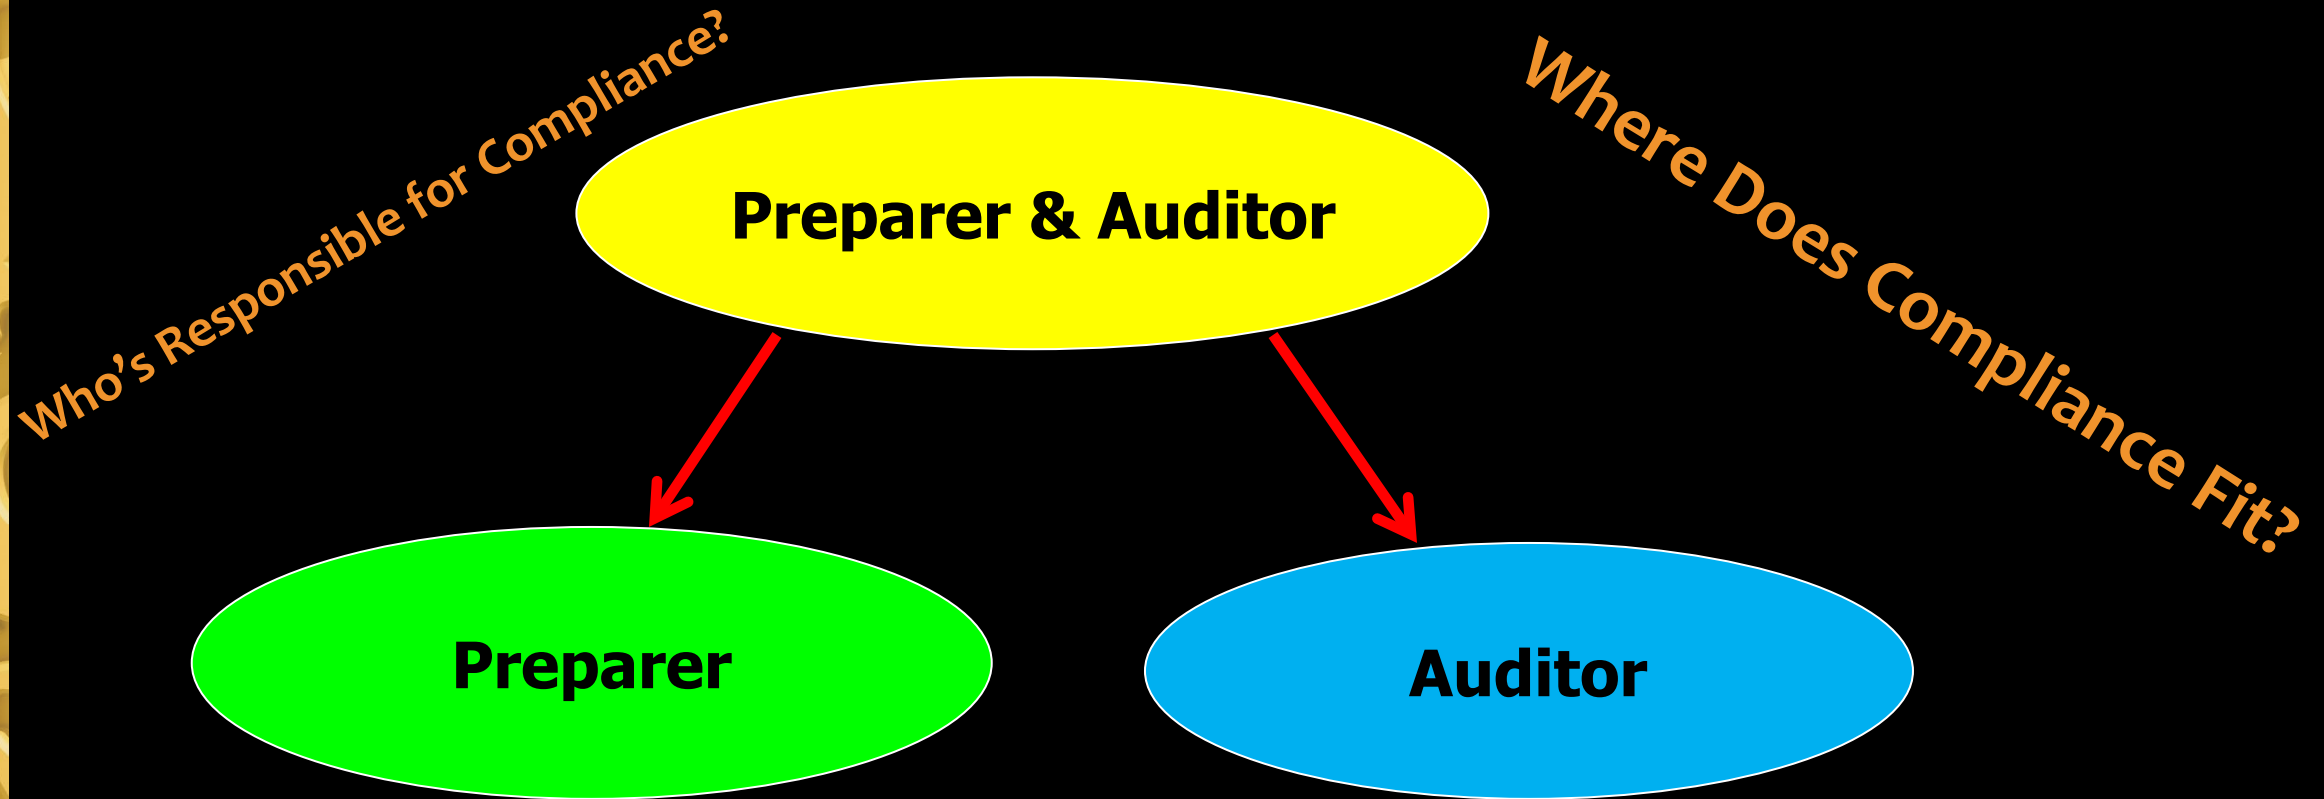 Who’s Responsible for Compliance?
Where Does Compliance Fit?
Preparer & Auditor
Preparer
Auditor